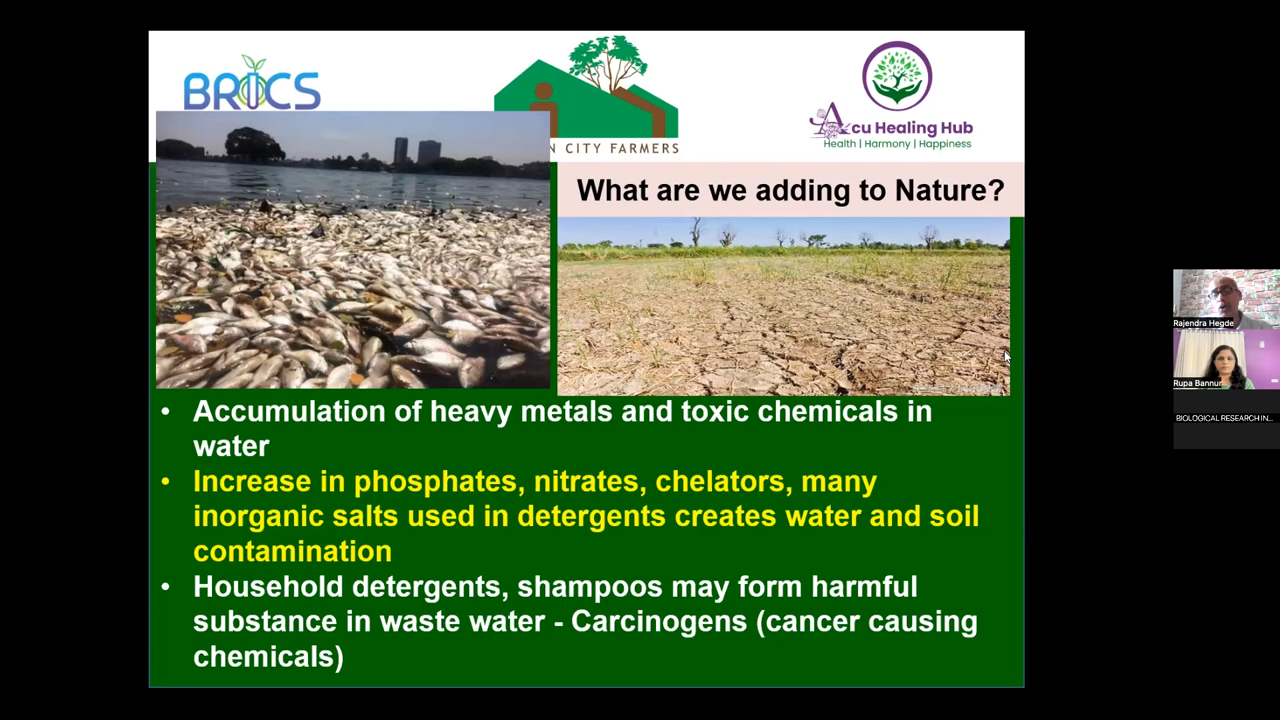 BRICS
N CITY FARMERS
Acu Healing Hub
Health | Harmony | Happiness
What are we adding to Nature?
• Accumulation of heavy metals and toxic chemicals in
water
• Increase in phosphates, nitrates, chelators, many
inorganic salts used in detergents creates water and soil
contamination
• Household detergents, shampoos may form harmful
substance in waste water - Carcinogens (cancer causing
chemicals)
Rajendra Hegde
Rupa Bannur
BIOLOGICAL RESEARCH IN...